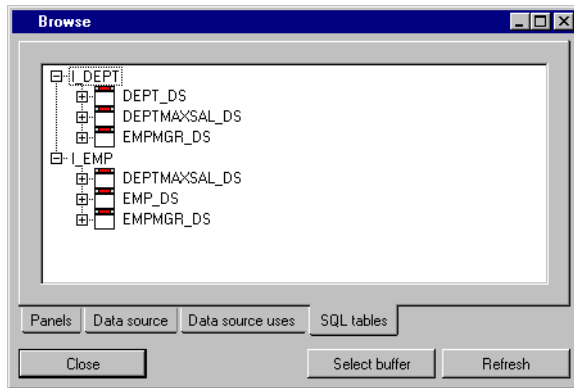 Browse
I_DEPT
DEPT_DS
DEPTMAXSAL_DS
EMPMGR_DS
I_EMP
DEPTMAXSAL_DS
EMP_DS
EMPMGR_DS
Panels Data source Data source uses SQL tables
Close Select buffer Refresh